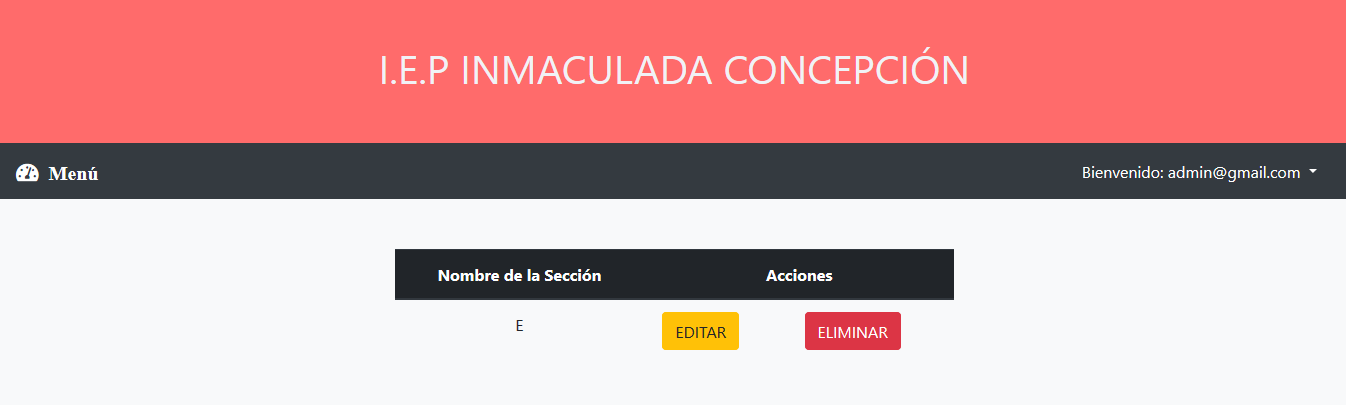 I.E.P INMACULADA CONCEPCIÓN
Menú
Bienvenido: admin@gmail.com
Nombre de la Sección Acciones
E EDITAR ELIMINAR